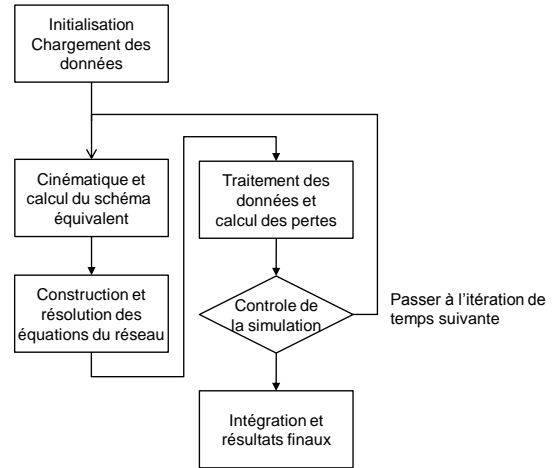 Initialisation
Chargement des
données
Cinématique et
calcul du schéma
équivalent
Construction et
résolution des
équations du réseau
Traitement des
données et
calcul des pertes
Controle de
la simulation
Passer à l'itération de
temps suivante
Intégration et
résultats finaux